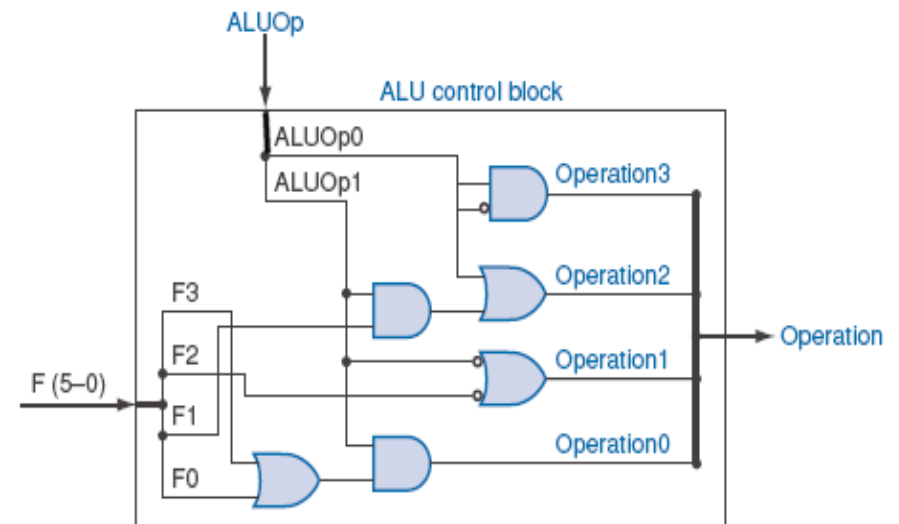 ALUOp
ALU control block
ALUOp0
ALUOp1
Operation3
Operation2
F3
Operation
F2
Operation1
F (5–0)
F1
Operation0
F0